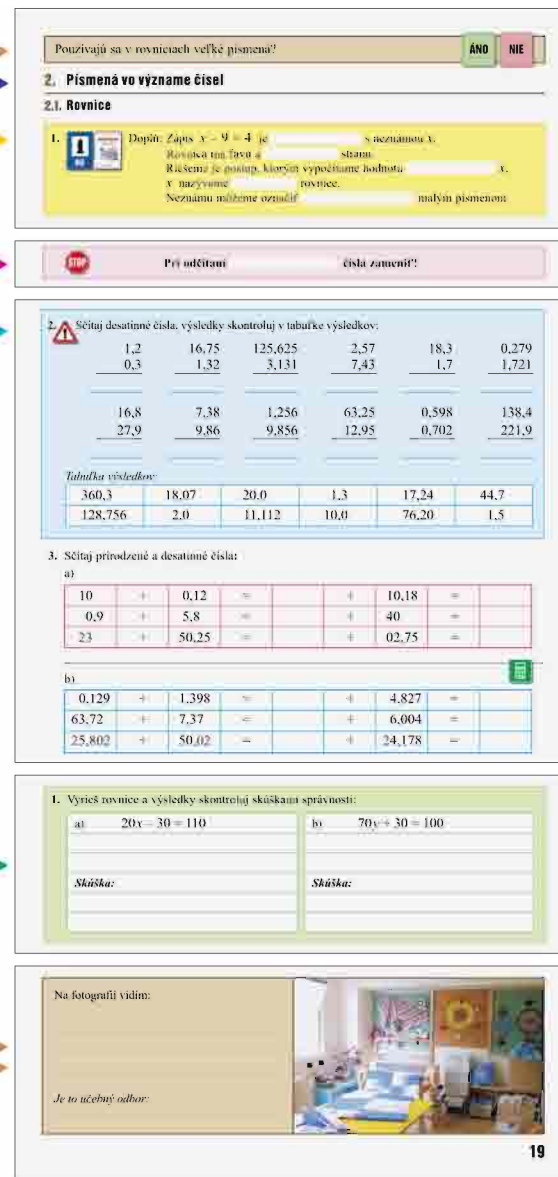 Používajú sa v rovniciach veľké písmená?
ÁNO NIE
2. Písmená vo význame čísel
2.1. Rovnice
1. Doplň: Zápis x – 9 = 4 je s neznámou x.
Rovnica má ľavú a stranu.
Riešenie je postup, ktorým vypočítame hodnotu x.
x nazývame rovnice.
Neznámu môžeme označiť malým písmenom
STOP Pri odčítaní čísla zameniť!
2. Sčítaj desatinné čísla, výsledky skontroluj v tabuľke výsledkov:
1,2 16,75 125,625 2,57 18,3 0,279
0,3 1,32 3,131 7,43 1,7 1,721
16,8 7,38 1,256 63,25 0,598 138,4
27,9 9,86 9,856 12,95 0,702 221,9
Tabuľka výsledkov:
360,3 18,07 20,0 1,3 17,24 44,7
128,756 2,0 11,112 10,0 76,20 1,5
3. Sčítaj prirodzené a desatinné čísla:
a)
10 + 0,12 = + 10,18 =
0,9 + 5,8 = + 40 =
23 + 50,25 = + 02,75 =
b)
0,129 + 1,398 = + 4,827 =
63,72 + 7,37 = + 6,004 =
25,802 + 50,02 = + 24,178 =
1. Vyrieš rovnice a výsledky skontroluj skúškami správnosti:
a) 20x – 30 = 110 b) 70y + 30 = 100
Skúška: Skúška:
Na fotografii vidím:
Je to učebný odbor:
19